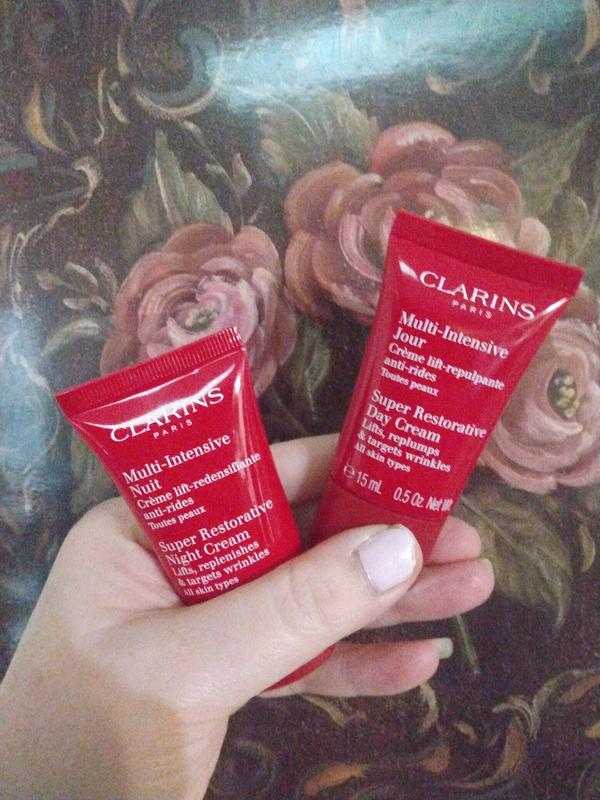 CLARINS
PARIS
Multi-Intensive
Nuit
Crème lift-redensifiante
anti-rides
Toutes peaux
Super Restorative
Night Cream
Lifts, replenishes
& targets wrinkles
All skin types
CLARINS
PARIS
Multi-Intensive
Jour
Crème lift-repulpante
anti-rides
Toutes peaux
Super Restorative
Day Cream
Lifts, replumps
& targets wrinkles
All skin types
℮ 15 mL 0.5 Oz. Net